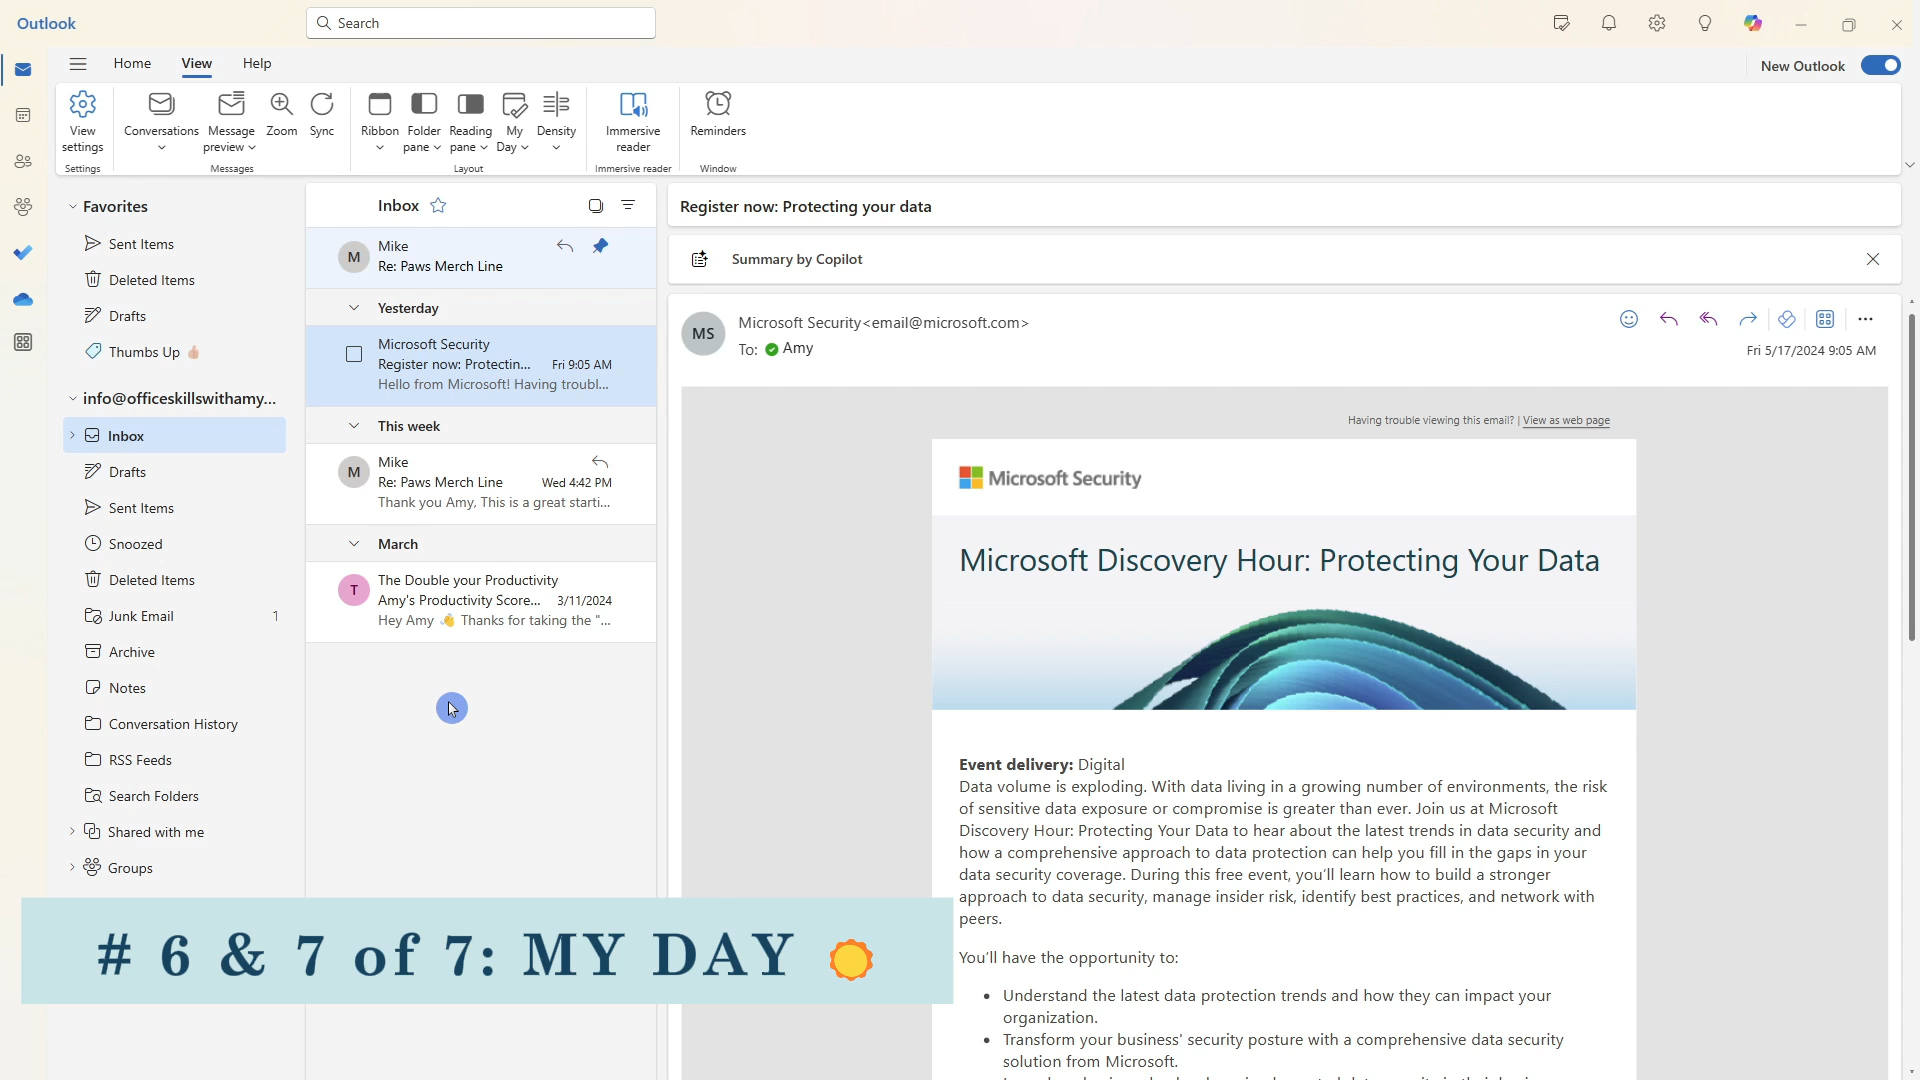 Outlook
Search
Home
View
Help
New Outlook
View settings
Conversations
Message preview
Zoom
Sync
Ribbon
Folder pane
Reading pane
My Day
Density
Immersive reader
Reminders
Settings
Messages
Layout
Immersive reader
Window
Favorites
Sent Items
Deleted Items
Drafts
Thumbs Up 👍
info@officeskillswithamy...
Inbox
Drafts
Sent Items
Snoozed
Deleted Items
Junk Email 1
Archive
Notes
Conversation History
RSS Feeds
Search Folders
Shared with me
Groups
Inbox
M
Mike
Re: Paws Merch Line
Yesterday
Microsoft Security
Register now: Protectin... Fri 9:05 AM
Hello from Microsoft! Having troubl...
This week
M
Mike
Re: Paws Merch Line Wed 4:42 PM
Thank you Amy, This is a great starti...
March
T
The Double your Productivity
Amy's Productivity Score... 3/11/2024
Hey Amy 👋 Thanks for taking the "...
Register now: Protecting your data
Summary by Copilot
MS
Microsoft Security<email@microsoft.com>
To: Amy
Fri 5/17/2024 9:05 AM
Having trouble viewing this email? | View as web page
Microsoft Security
Microsoft Discovery Hour: Protecting Your Data
Event delivery: Digital
Data volume is exploding. With data living in a growing number of environments, the risk
of sensitive data exposure or compromise is greater than ever. Join us at Microsoft
Discovery Hour: Protecting Your Data to hear about the latest trends in data security and
how a comprehensive approach to data protection can help you fill in the gaps in your
data security coverage. During this free event, you'll learn how to build a stronger
approach to data security, manage insider risk, identify best practices, and network with
peers.
You'll have the opportunity to:
• Understand the latest data protection trends and how they can impact your
organization.
• Transform your business' security posture with a comprehensive data security
solution from Microsoft.
# 6 & 7 of 7: MY DAY